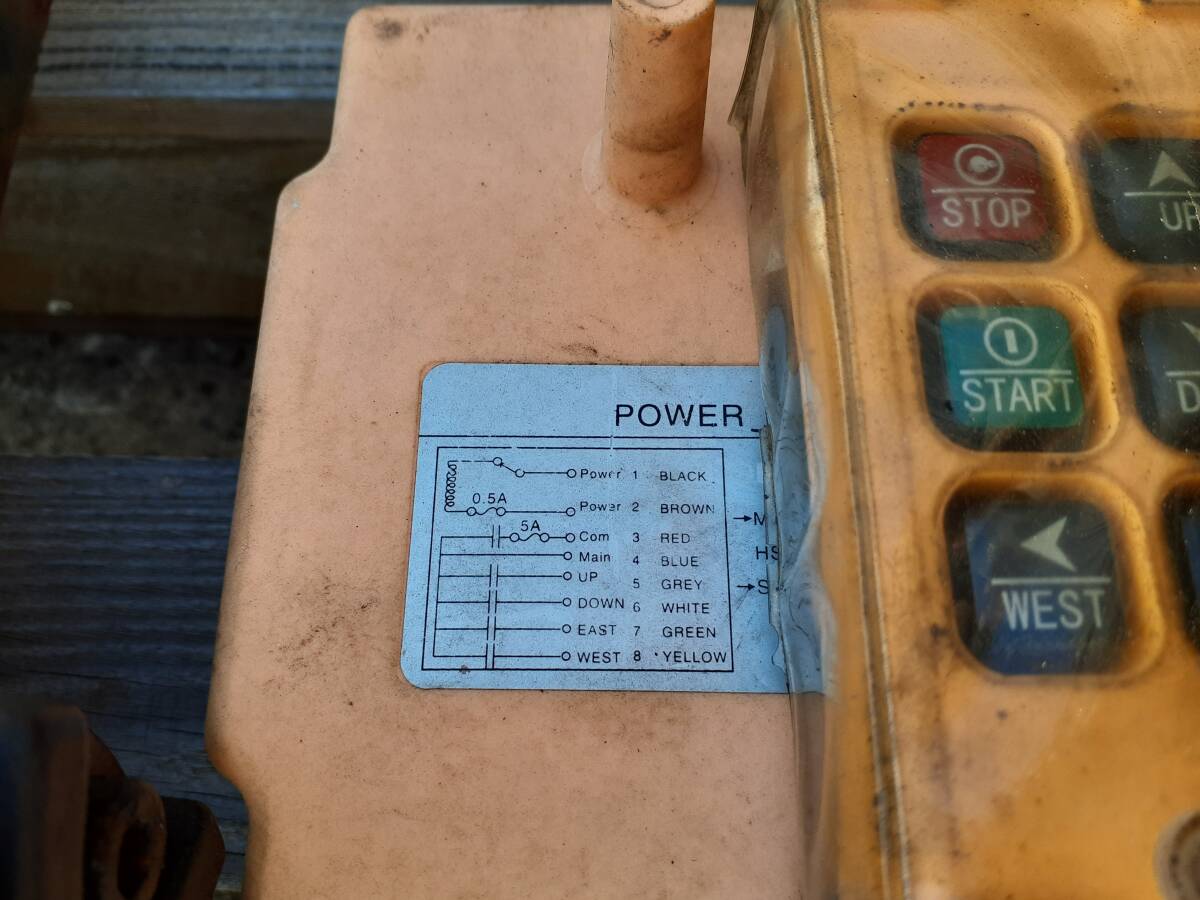 POWER
Power 1 BLACK
0.5A
Power 2 BROWN
5A
Com 3 RED
Main 4 BLUE
UP 5 GREY
DOWN 6 WHITE
EAST 7 GREEN
WEST 8 YELLOW
STOP
UP
START
WEST